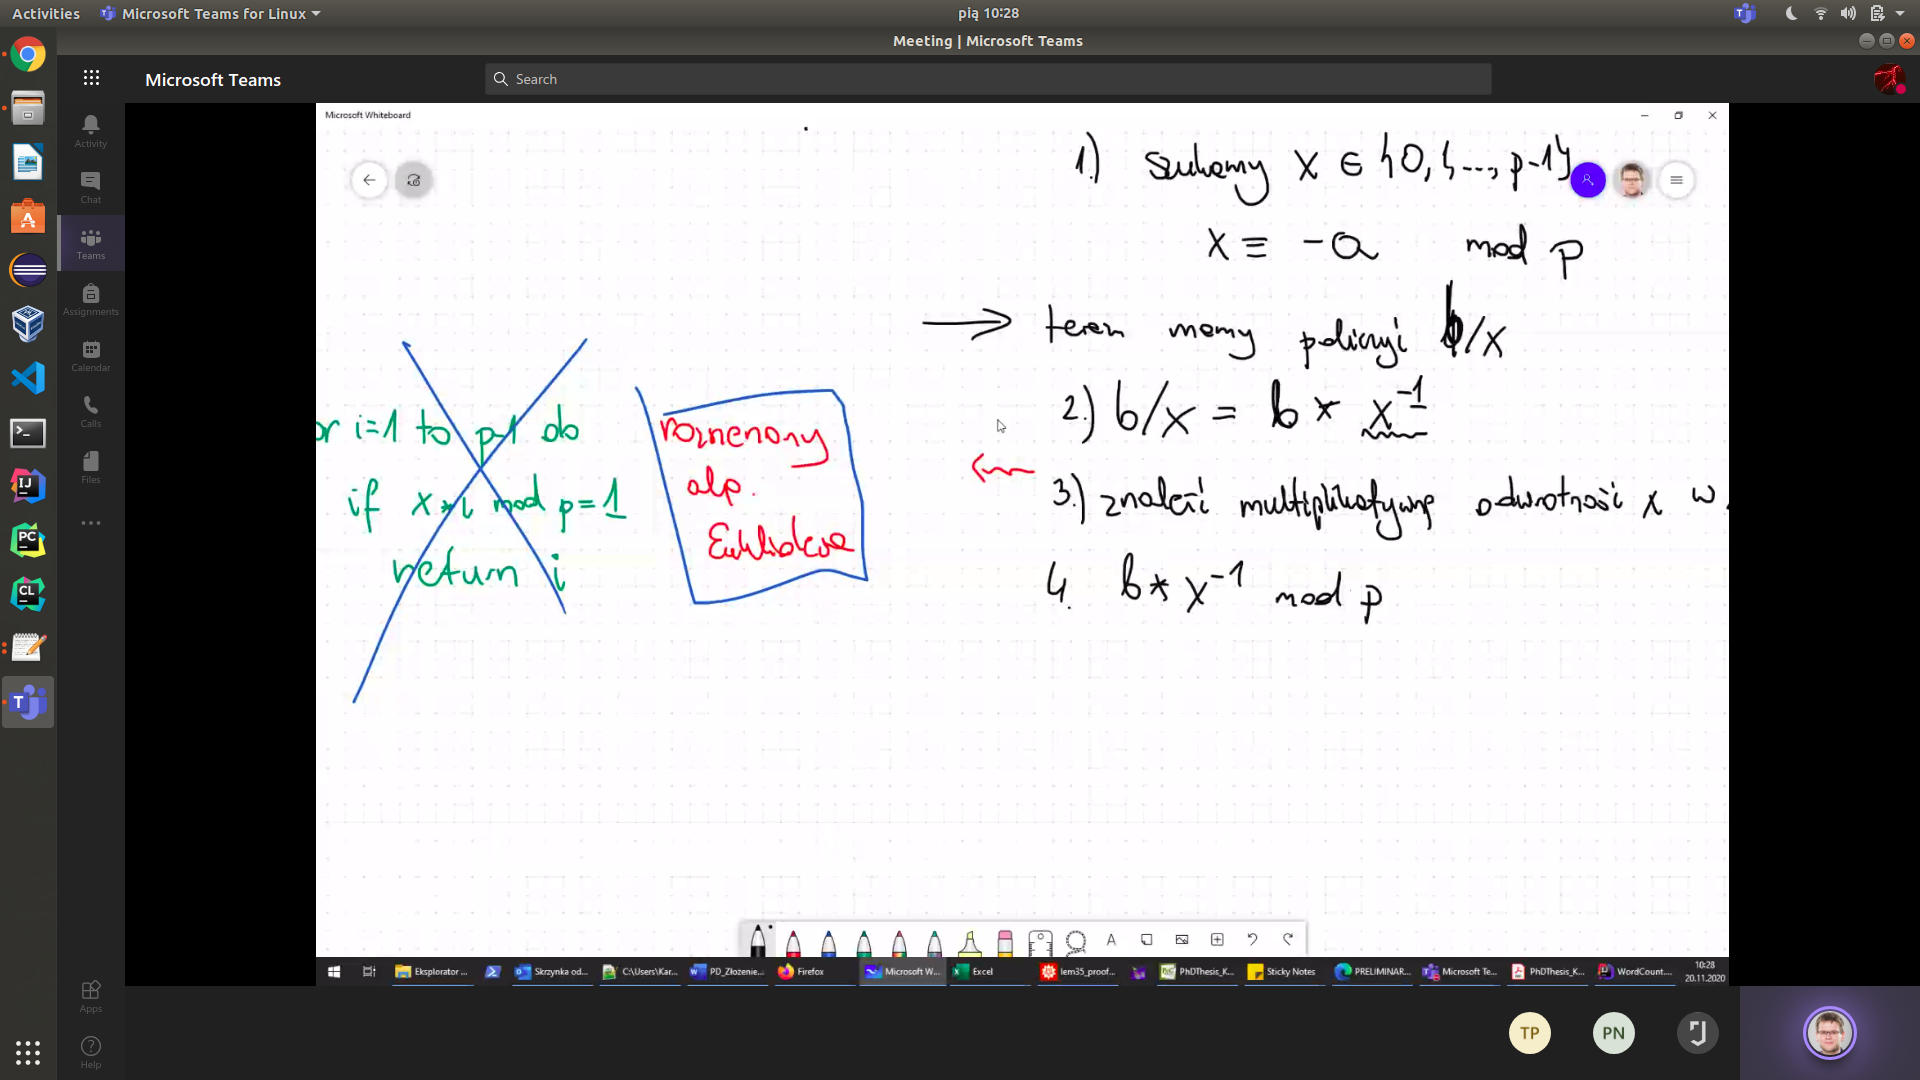 Activities
Microsoft Teams for Linux
pią 10:28
Meeting | Microsoft Teams
Microsoft Teams
Search
Activity
Chat
Teams
Assignments
Calendar
Calls
Files
Apps
Help
Microsoft Whiteboard
1.) szukamy x ∈ {0, 1, ..., p-1}
x ≡ -a mod p
→ teraz mamy policzyć b/x
2.) b/x = b * x⁻¹
3.) znaleźć multiplikatywną odwrotność x w
4. b * x⁻¹ mod p
or i=1 to p-1 do
if x * i mod p = 1
return i
rozszerzony
alg.
Euklidesa
Eksplorator ...
Skrzynka od...
C:\Users\Kar...
PD_Złożenie...
Firefox
Microsoft W...
Excel
lem35_proof...
PhDThesis_K...
Sticky Notes
PRELIMINAR...
Microsoft Te...
PhDThesis_K...
WordCount...
10:28
20.11.2020
TP
PN